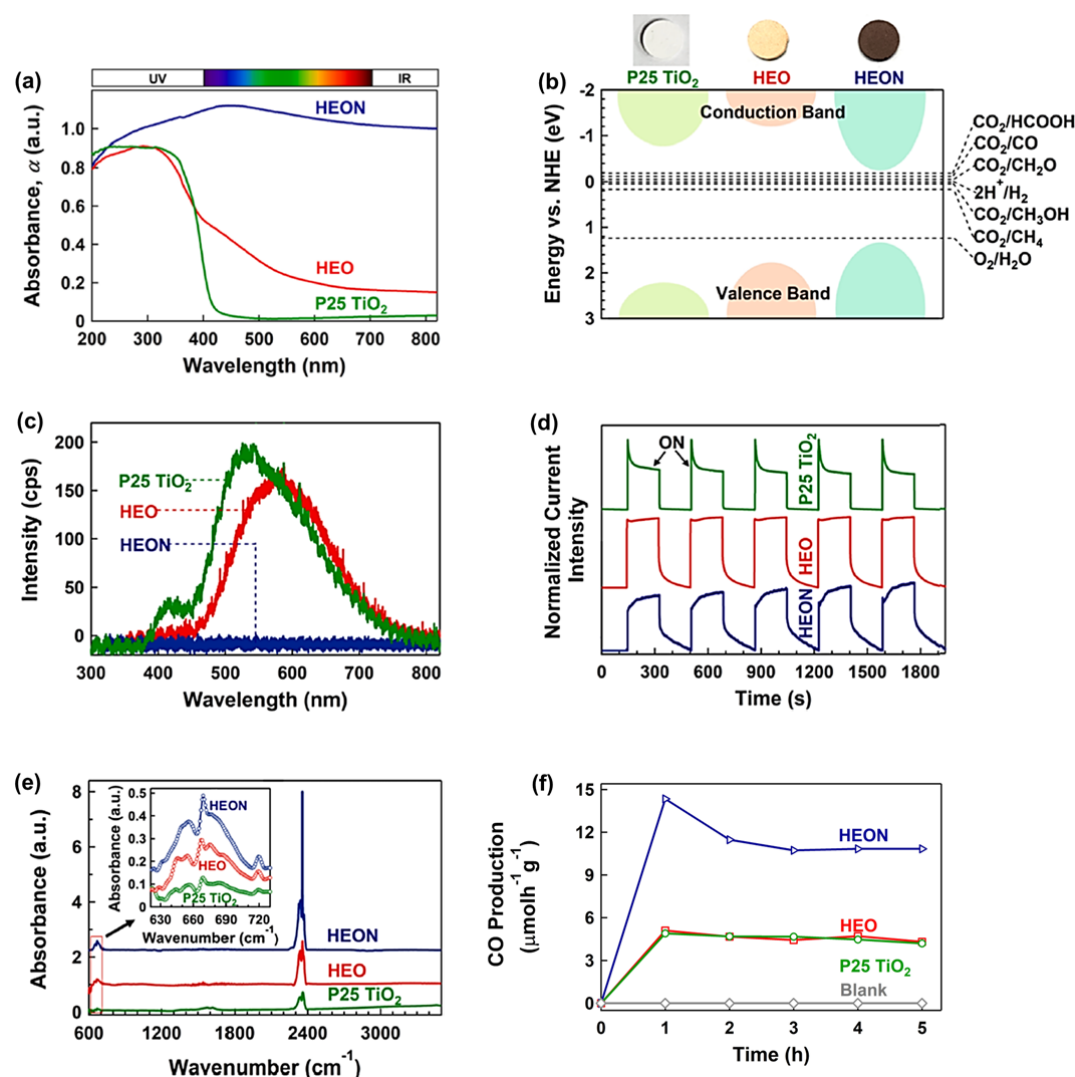 (a)
UV
IR
HEON
HEO
P25 TiO₂
Absorbance, α (a.u.)
1.0
0.8
0.6
0.4
0.2
0
200 300 400 500 600 700 800
Wavelength (nm)
(b)
P25 TiO₂ HEO HEON
Conduction Band
Valence Band
Energy vs. NHE (eV)
-2
-1
0
1
2
3
CO₂/HCOOH
CO₂/CO
CO₂/CH₂O
2H⁺/H₂
CO₂/CH₃OH
CO₂/CH₄
O₂/H₂O
(c)
P25 TiO₂
HEO
HEON
Intensity (cps)
200
150
100
50
0
300 400 500 600 700 800
Wavelength (nm)
(d)
ON
P25 TiO₂
HEO
HEON
Normalized Current
Intensity
0 300 600 900 1200 1500 1800
Time (s)
(e)
Absorbance (a.u.)
8
6
4
2
0
0.5
0.4
0.3
0.2
0.1
0
Absorbance (a.u.)
HEON
HEO
P25 TiO₂
630 660 690 720
Wavenumber (cm⁻¹)
HEON
HEO
P25 TiO₂
600 1200 1800 2400 3000
Wavenumber (cm⁻¹)
(f)
CO Production
(μmolh⁻¹ g⁻¹)
15
12
9
6
3
0
HEON
HEO
P25 TiO₂
Blank
0 1 2 3 4 5
Time (h)